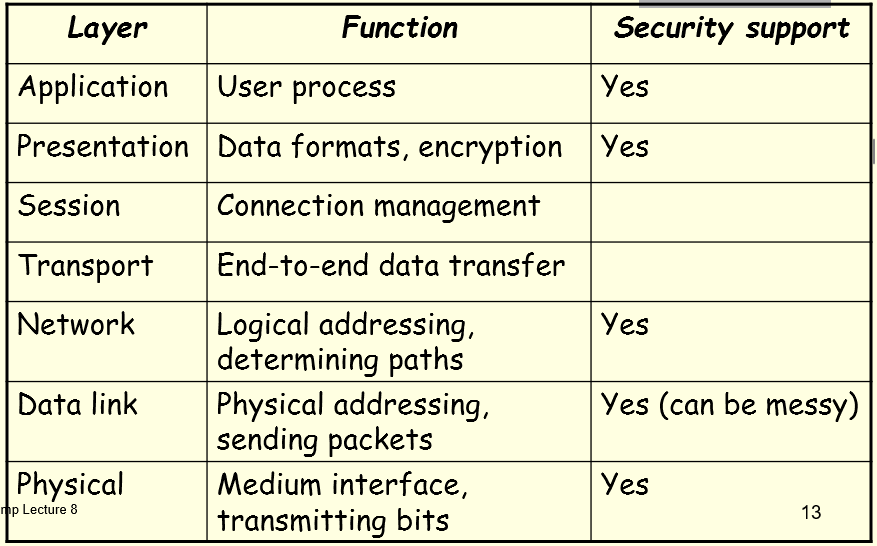 Layer Function Security support
Application User process Yes
Presentation Data formats, encryption Yes
Session Connection management
Transport End-to-end data transfer
Network Logical addressing, Yes
determining paths
Data link Physical addressing, Yes (can be messy)
sending packets
Physical Medium interface, Yes
mp Lecture 8 transmitting bits 13